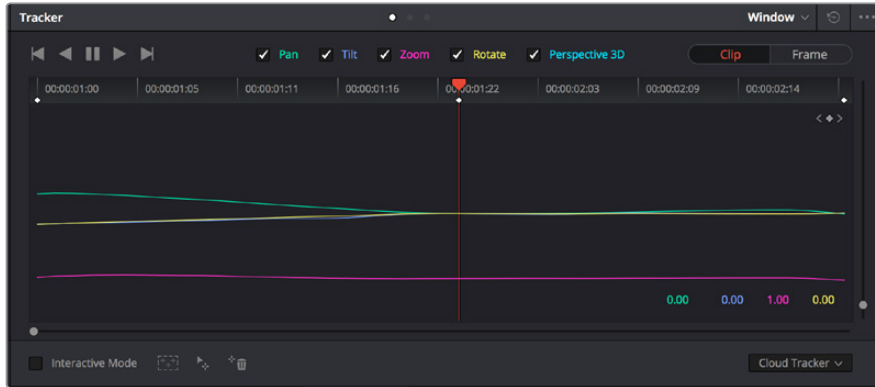 Tracker Window
Pan Tilt Zoom Rotate Perspective 3D Clip Frame
00:00:01:00 00:00:01:05 00:00:01:11 00:00:01:16 00:00:01:22 00:00:02:03 00:00:02:09 00:00:02:14
0.00 0.00 1.00 0.00
Interactive Mode Cloud Tracker